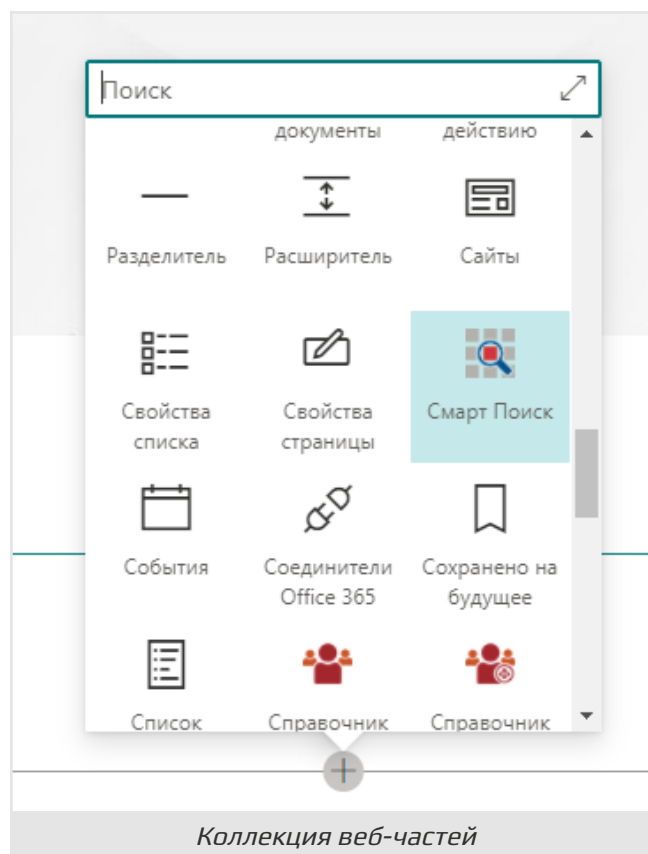 Поиск
документы действию
Разделитель Расширитель Сайты
Свойства Свойства Смарт Поиск
списка страницы
События Соединители Сохранено на
Office 365 будущее
Список Справочник Справочник
Коллекция веб-частей